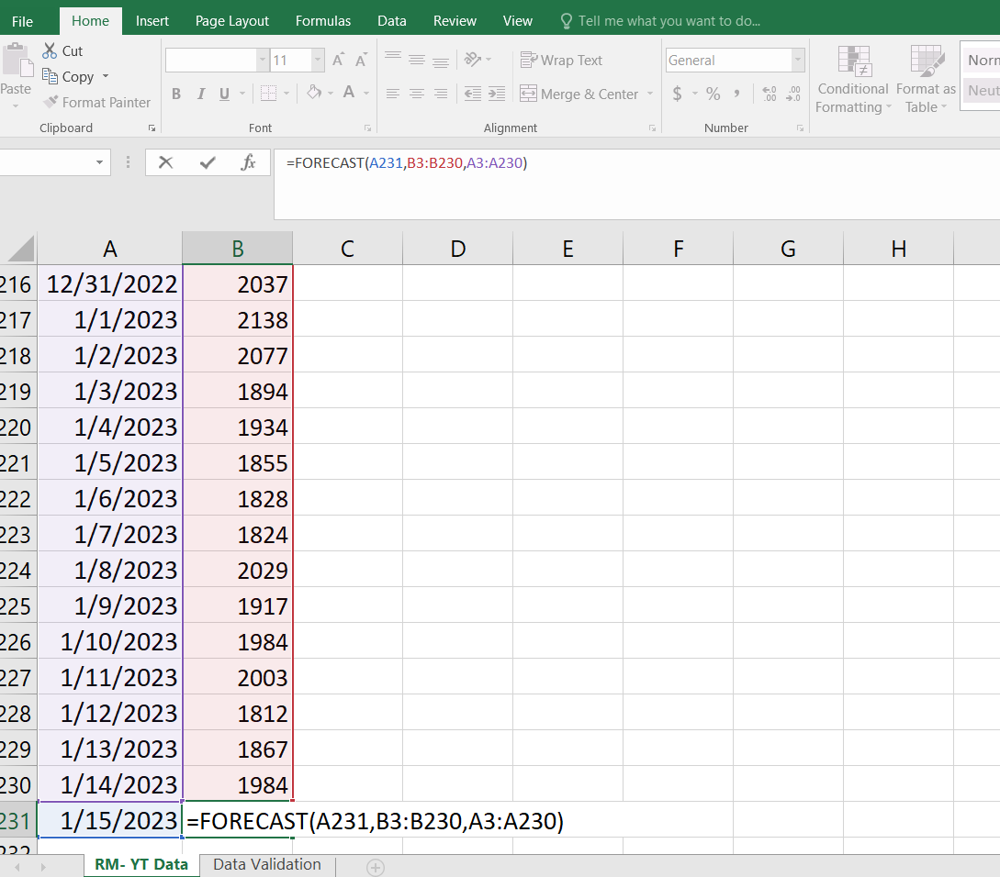 File Home Insert Page Layout Formulas Data Review View Tell me what you want to do...
Cut
Copy
Format Painter
Paste
Clipboard
11 A A
B I U A
Font
Wrap Text
Merge & Center
Alignment
General
$ % , .0 .00 .00 .0
Number
Conditional Formatting
Format as Table
fx =FORECAST(A231,B3:B230,A3:A230)
A B C D E F G H
216 12/31/2022 2037
217 1/1/2023 2138
218 1/2/2023 2077
219 1/3/2023 1894
220 1/4/2023 1934
221 1/5/2023 1855
222 1/6/2023 1828
223 1/7/2023 1824
224 1/8/2023 2029
225 1/9/2023 1917
226 1/10/2023 1984
227 1/11/2023 2003
228 1/12/2023 1812
229 1/13/2023 1867
230 1/14/2023 1984
231 1/15/2023 =FORECAST(A231,B3:B230,A3:A230)
RM- YT Data Data Validation